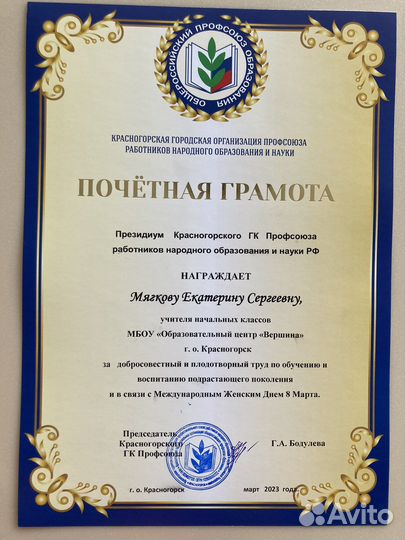 ОБЩЕРОССИЙСКИЙ ПРОФСОЮЗ ОБРАЗОВАНИЯ
КРАСНОГОРСКАЯ ГОРОДСКАЯ ОРГАНИЗАЦИЯ ПРОФСОЮЗА
РАБОТНИКОВ НАРОДНОГО ОБРАЗОВАНИЯ И НАУКИ
ПОЧЁТНАЯ ГРАМОТА
Президиум Красногорского ГК Профсоюза
работников народного образования и науки РФ
НАГРАЖДАЕТ
Мягкову Екатерину Сергеевну,
учителя начальных классов
МБОУ «Образовательный центр «Вершина»
г. о. Красногорск
за добросовестный и плодотворный труд по обучению и
воспитанию подрастающего поколения
и в связи с Международным Женским Днем 8 Марта.
Председатель
Красногорского
ГК Профсоюза
Г.А. Бодулева
г. о. Красногорск март 2023 года
Avito